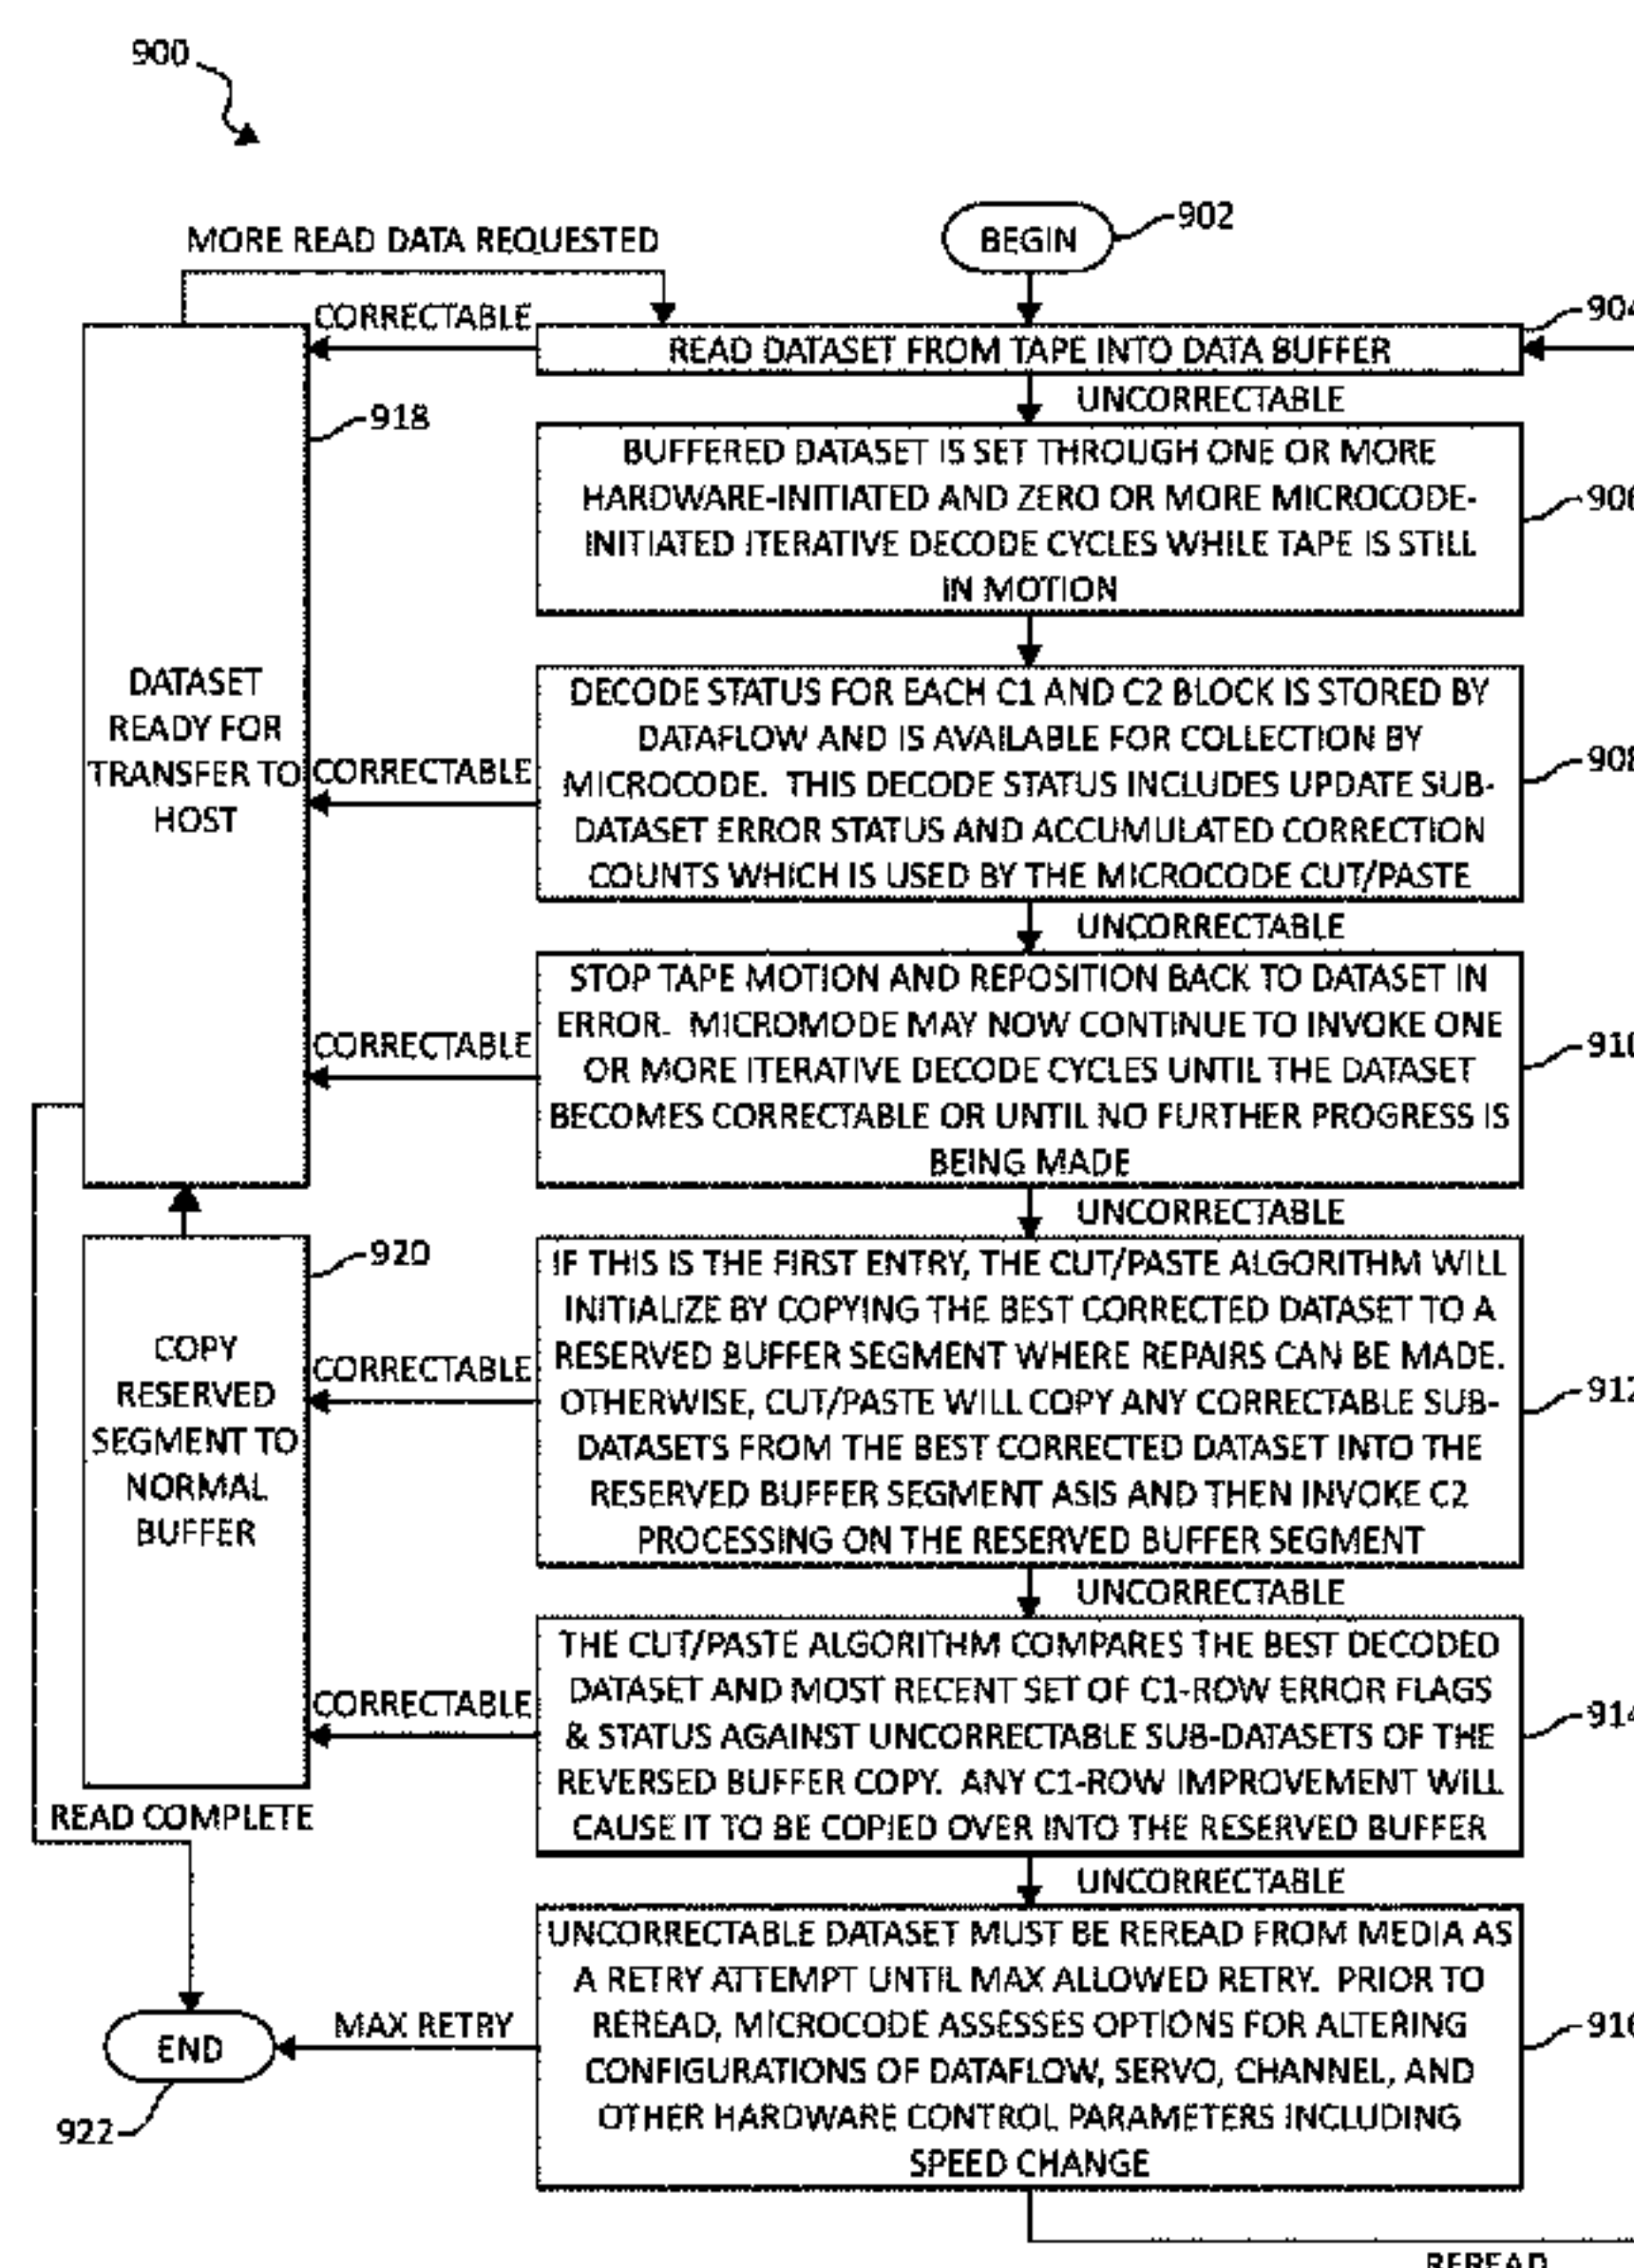 900
MORE READ DATA REQUESTED
BEGIN
902
CORRECTABLE
READ DATASET FROM TAPE INTO DATA BUFFER
904
UNCORRECTABLE
918
BUFFERED DATASET IS SET THROUGH ONE OR MORE
HARDWARE-INITIATED AND ZERO OR MORE MICROCODE-
INITIATED ITERATIVE DECODE CYCLES WHILE TAPE IS STILL
IN MOTION
906
DATASET
READY FOR
TRANSFER TO
HOST
CORRECTABLE
DECODE STATUS FOR EACH C1 AND C2 BLOCK IS STORED BY
DATAFLOW AND IS AVAILABLE FOR COLLECTION BY
MICROCODE. THIS DECODE STATUS INCLUDES UPDATE SUB-
DATASET ERROR STATUS AND ACCUMULATED CORRECTION
COUNTS WHICH IS USED BY THE MICROCODE CUT/PASTE
908
UNCORRECTABLE
CORRECTABLE
STOP TAPE MOTION AND REPOSITION BACK TO DATASET IN
ERROR. MICROMODE MAY NOW CONTINUE TO INVOKE ONE
OR MORE ITERATIVE DECODE CYCLES UNTIL THE DATASET
BECOMES CORRECTABLE OR UNTIL NO FURTHER PROGRESS IS
BEING MADE
910
UNCORRECTABLE
920
COPY
RESERVED
SEGMENT TO
NORMAL
BUFFER
CORRECTABLE
IF THIS IS THE FIRST ENTRY, THE CUT/PASTE ALGORITHM WILL
INITIALIZE BY COPYING THE BEST CORRECTED DATASET TO A
RESERVED BUFFER SEGMENT WHERE REPAIRS CAN BE MADE.
OTHERWISE, CUT/PASTE WILL COPY ANY CORRECTABLE SUB-
DATASETS FROM THE BEST CORRECTED DATASET INTO THE
RESERVED BUFFER SEGMENT ASIS AND THEN INVOKE C2
PROCESSING ON THE RESERVED BUFFER SEGMENT
912
UNCORRECTABLE
CORRECTABLE
THE CUT/PASTE ALGORITHM COMPARES THE BEST DECODED
DATASET AND MOST RECENT SET OF C1-ROW ERROR FLAGS
& STATUS AGAINST UNCORRECTABLE SUB-DATASETS OF THE
REVERSED BUFFER COPY. ANY C1-ROW IMPROVEMENT WILL
CAUSE IT TO BE COPIED OVER INTO THE RESERVED BUFFER
914
READ COMPLETE
UNCORRECTABLE
UNCORRECTABLE DATASET MUST BE REREAD FROM MEDIA AS
A RETRY ATTEMPT UNTIL MAX ALLOWED RETRY. PRIOR TO
REREAD, MICROCODE ASSESSES OPTIONS FOR ALTERING
CONFIGURATIONS OF DATAFLOW, SERVO, CHANNEL, AND
OTHER HARDWARE CONTROL PARAMETERS INCLUDING
SPEED CHANGE
916
MAX RETRY
END
922
REREAD